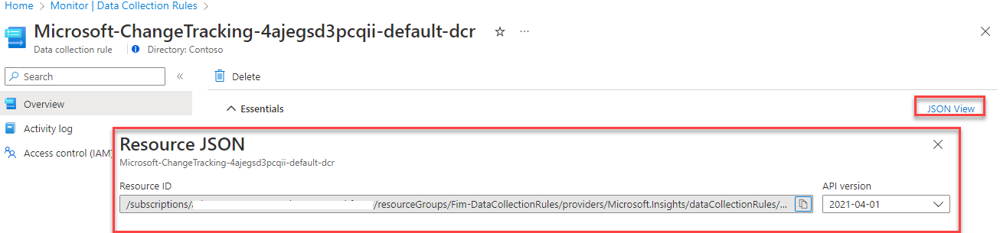 Home > Monitor | Data Collection Rules >
Microsoft-ChangeTracking-4ajegsd3pcqii-default-dcr
Data collection rule
Directory: Contoso
Search
Delete
Overview
Essentials
JSON View
Activity log
Access control (IAM)
Resource JSON
Microsoft-ChangeTracking-4ajegsd3pcqii-default-dcr
Resource ID
API version
/subscriptions/ /resourceGroups/Fim-DataCollectionRules/providers/Microsoft.Insights/dataCollectionRules/...
2021-04-01